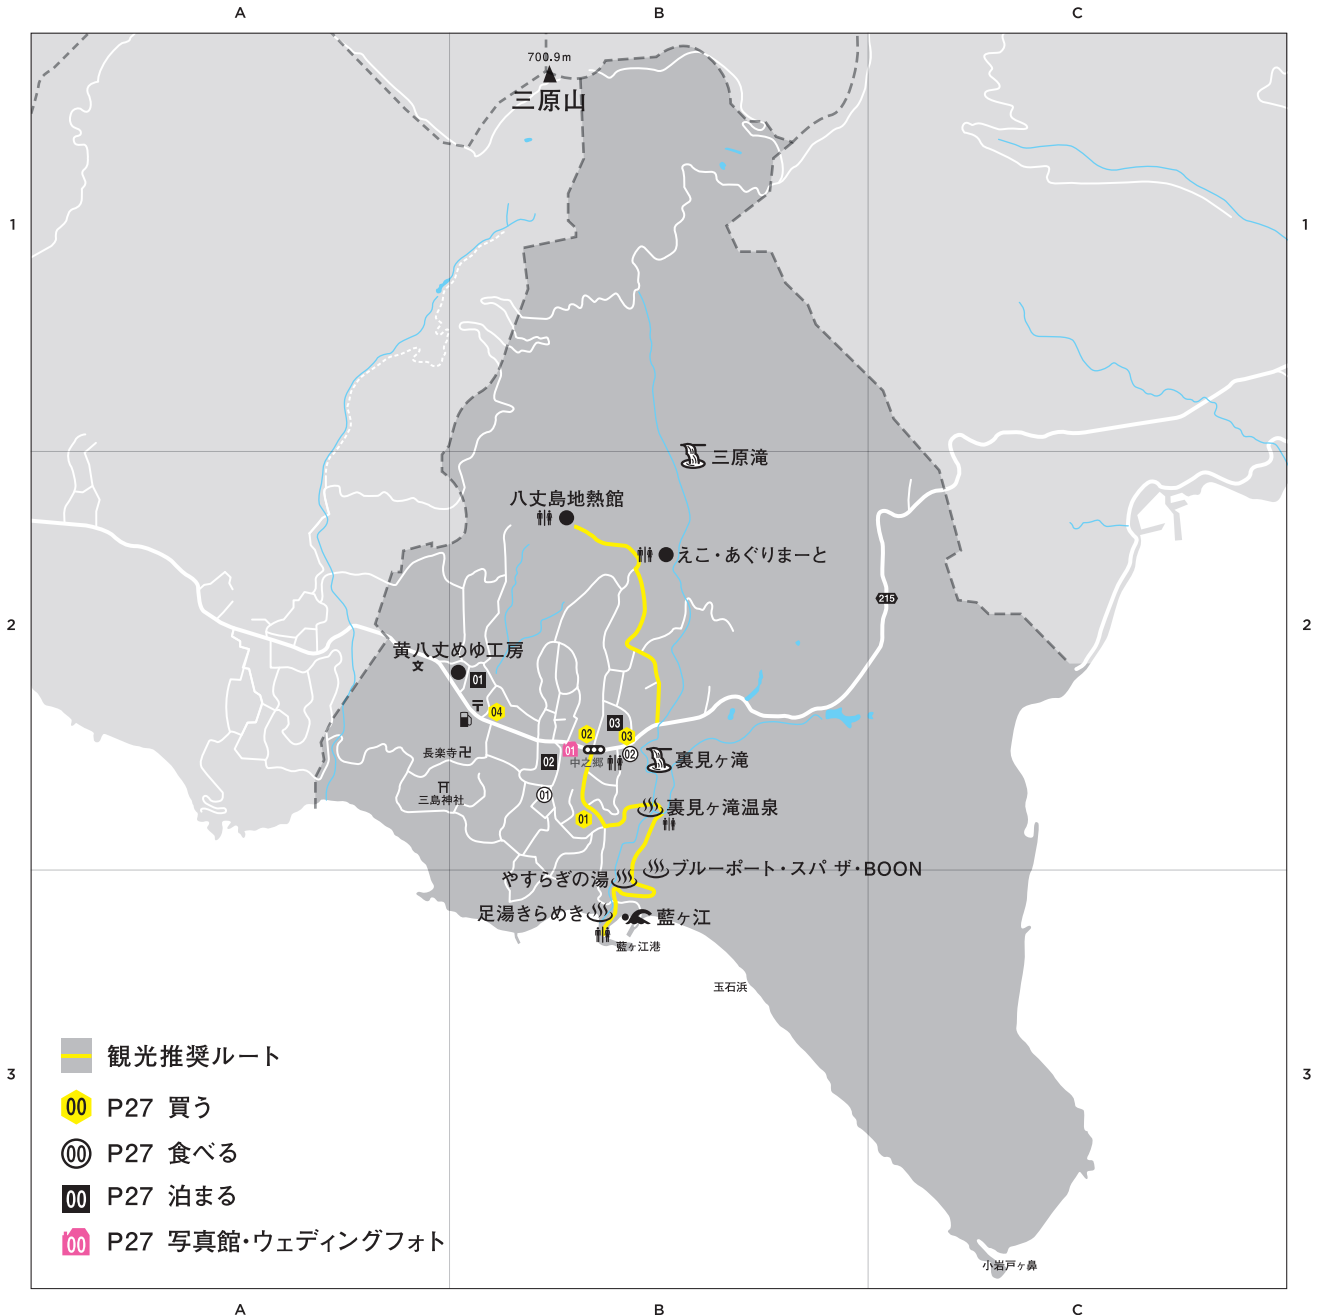 A
B
C
700.9m
三原山
1
1
三原滝
八丈島地熱館
えこ・あぐりまーと
215
2
2
黄八丈めゆ工房
文
01
〒
04
03
02
03
01
02
中之郷
長楽寺卍
02
裏見ヶ滝
三島神社
01
裏見ヶ滝温泉
01
ブルーポート・スパ ザ・BOON
やすらぎの湯
足湯きらめき
藍ヶ江
藍ヶ江港
玉石浜
観光推奨ルート
3
3
00 P27 買う
00 P27 食べる
00 P27 泊まる
00 P27 写真館・ウェディングフォト
小岩戸ヶ鼻
A
B
C